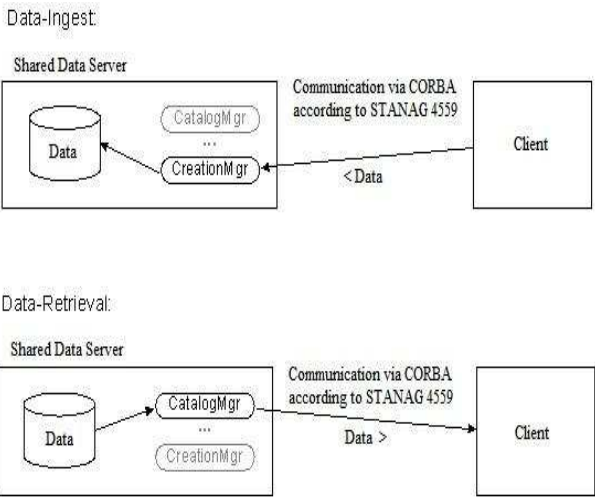 Data-Ingest:
Shared Data Server
Communication via CORBA
according to STANAG 4559
CatalogMgr
...
Data
CreationMgr
Client
<Data
Data-Retrieval:
Shared Data Server
Communication via CORBA
according to STANAG 4559
CatalogMgr
...
Data
CreationMgr
Client
Data >